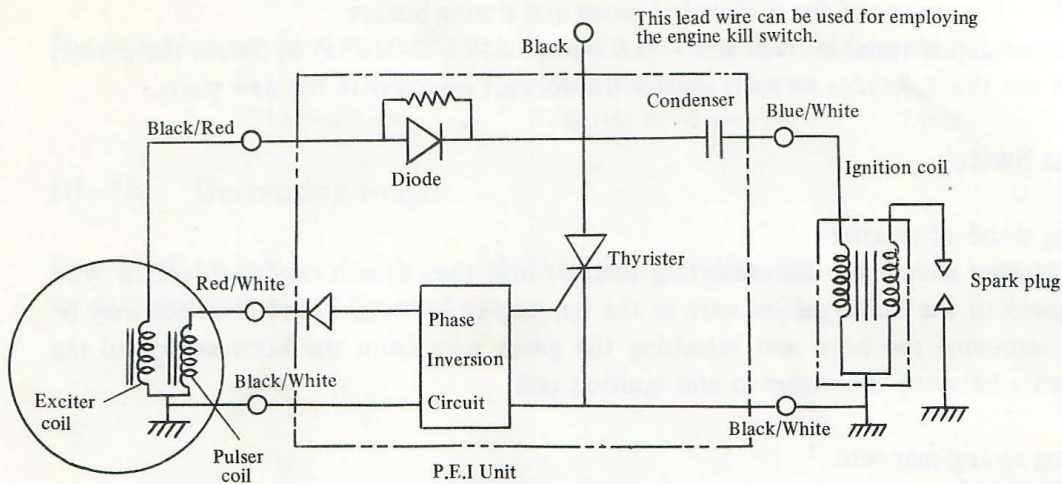 This lead wire can be used for employing
the engine kill switch.
Black
Condenser
Blue/White
Black/Red
Ignition coil
Diode
Thyrister
Spark plug
Red/White
Phase
Inversion
Circuit
Black/White
Exciter
coil
Black/White
Pulser
coil
P.E.I Unit